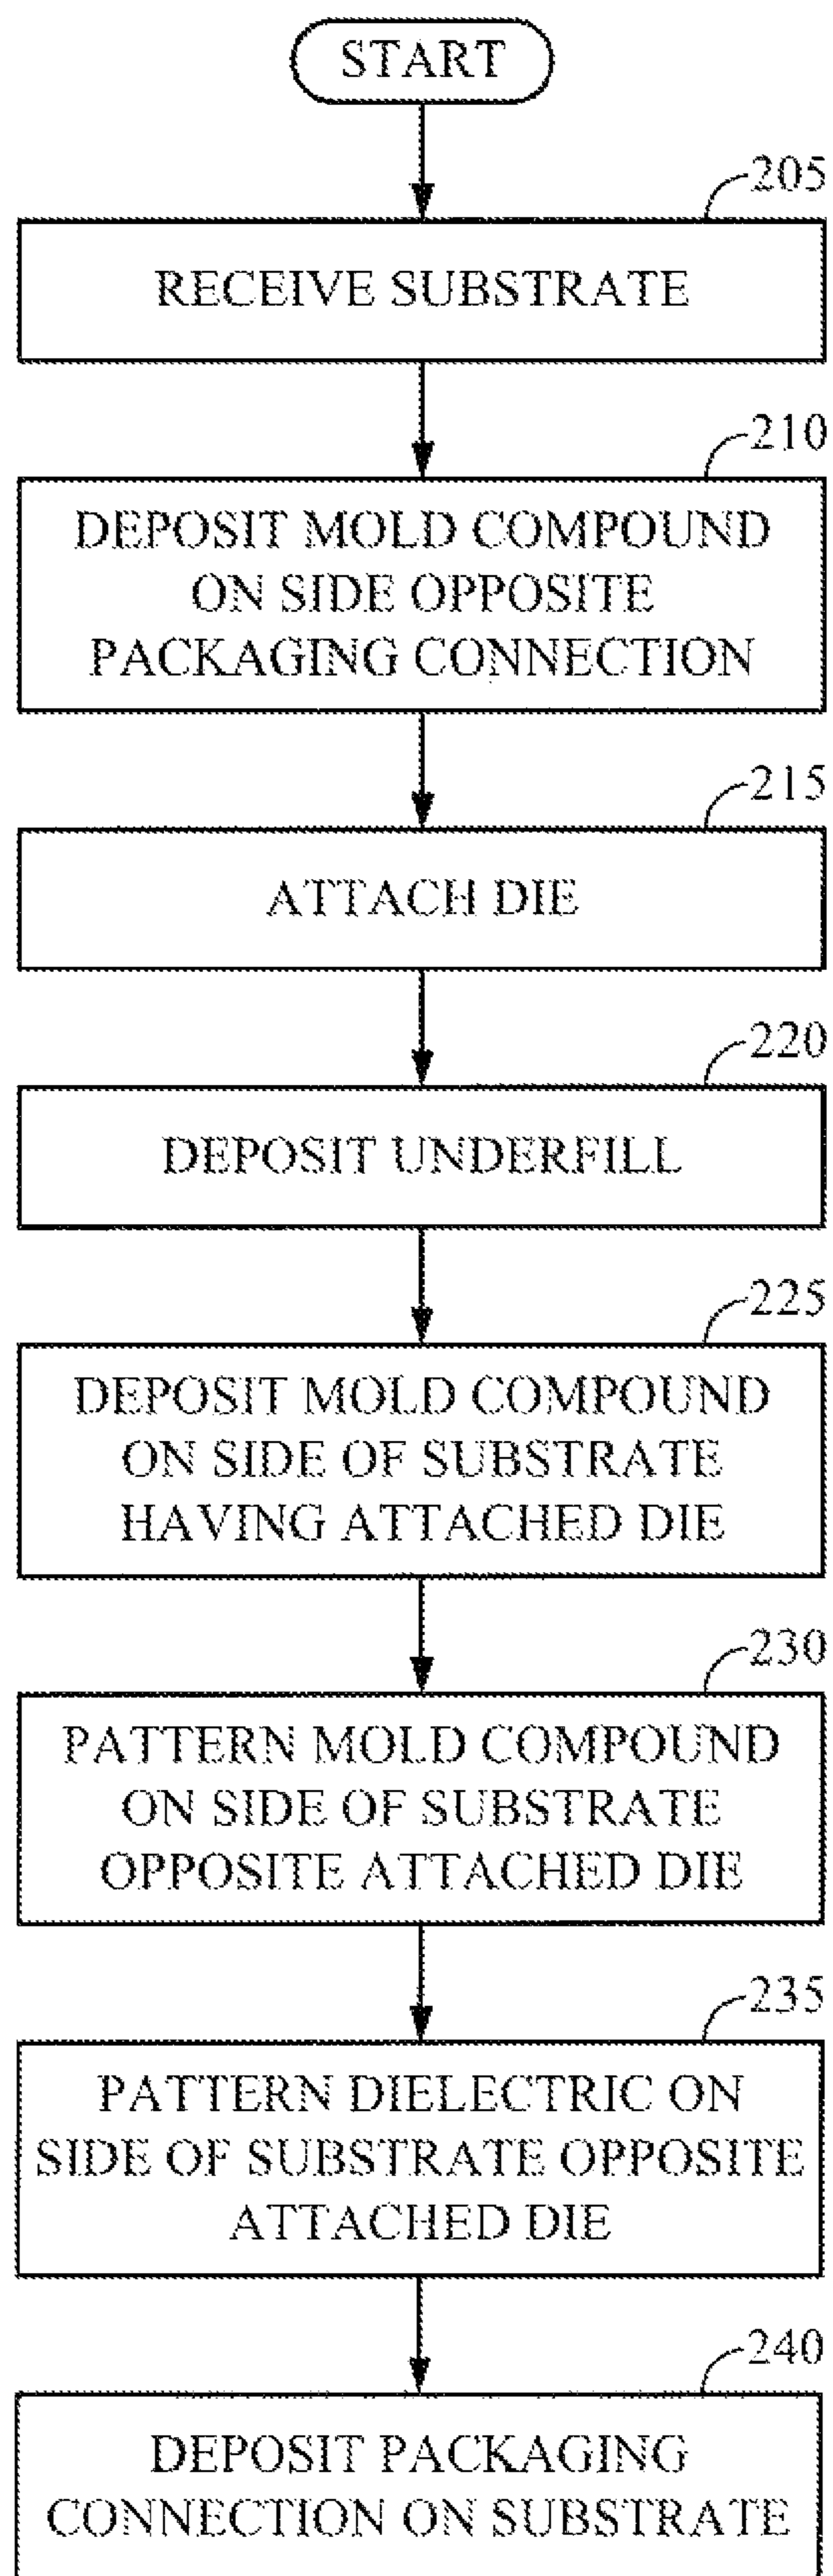 START
205
RECEIVE SUBSTRATE
210
DEPOSIT MOLD COMPOUND
ON SIDE OPPOSITE
PACKAGING CONNECTION
215
ATTACH DIE
220
DEPOSIT UNDERFILL
225
DEPOSIT MOLD COMPOUND
ON SIDE OF SUBSTRATE
HAVING ATTACHED DIE
230
PATTERN MOLD COMPOUND
ON SIDE OF SUBSTRATE
OPPOSITE ATTACHED DIE
235
PATTERN DIELECTRIC ON
SIDE OF SUBSTRATE OPPOSITE
ATTACHED DIE
240
DEPOSIT PACKAGING
CONNECTION ON SUBSTRATE